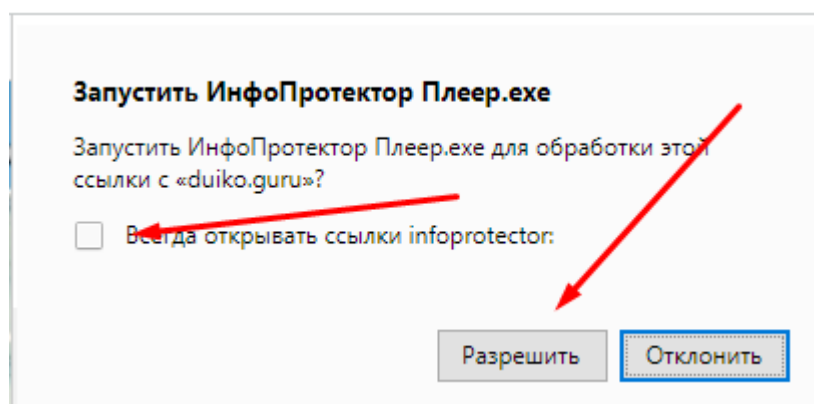 Запустить ИнфоПротектор Плеер.exe
Запустить ИнфоПротектор Плеер.exe для обработки этой
ссылки с «duiko.guru»?
Всегда открывать ссылки infoprotector:
Разрешить
Отклонить